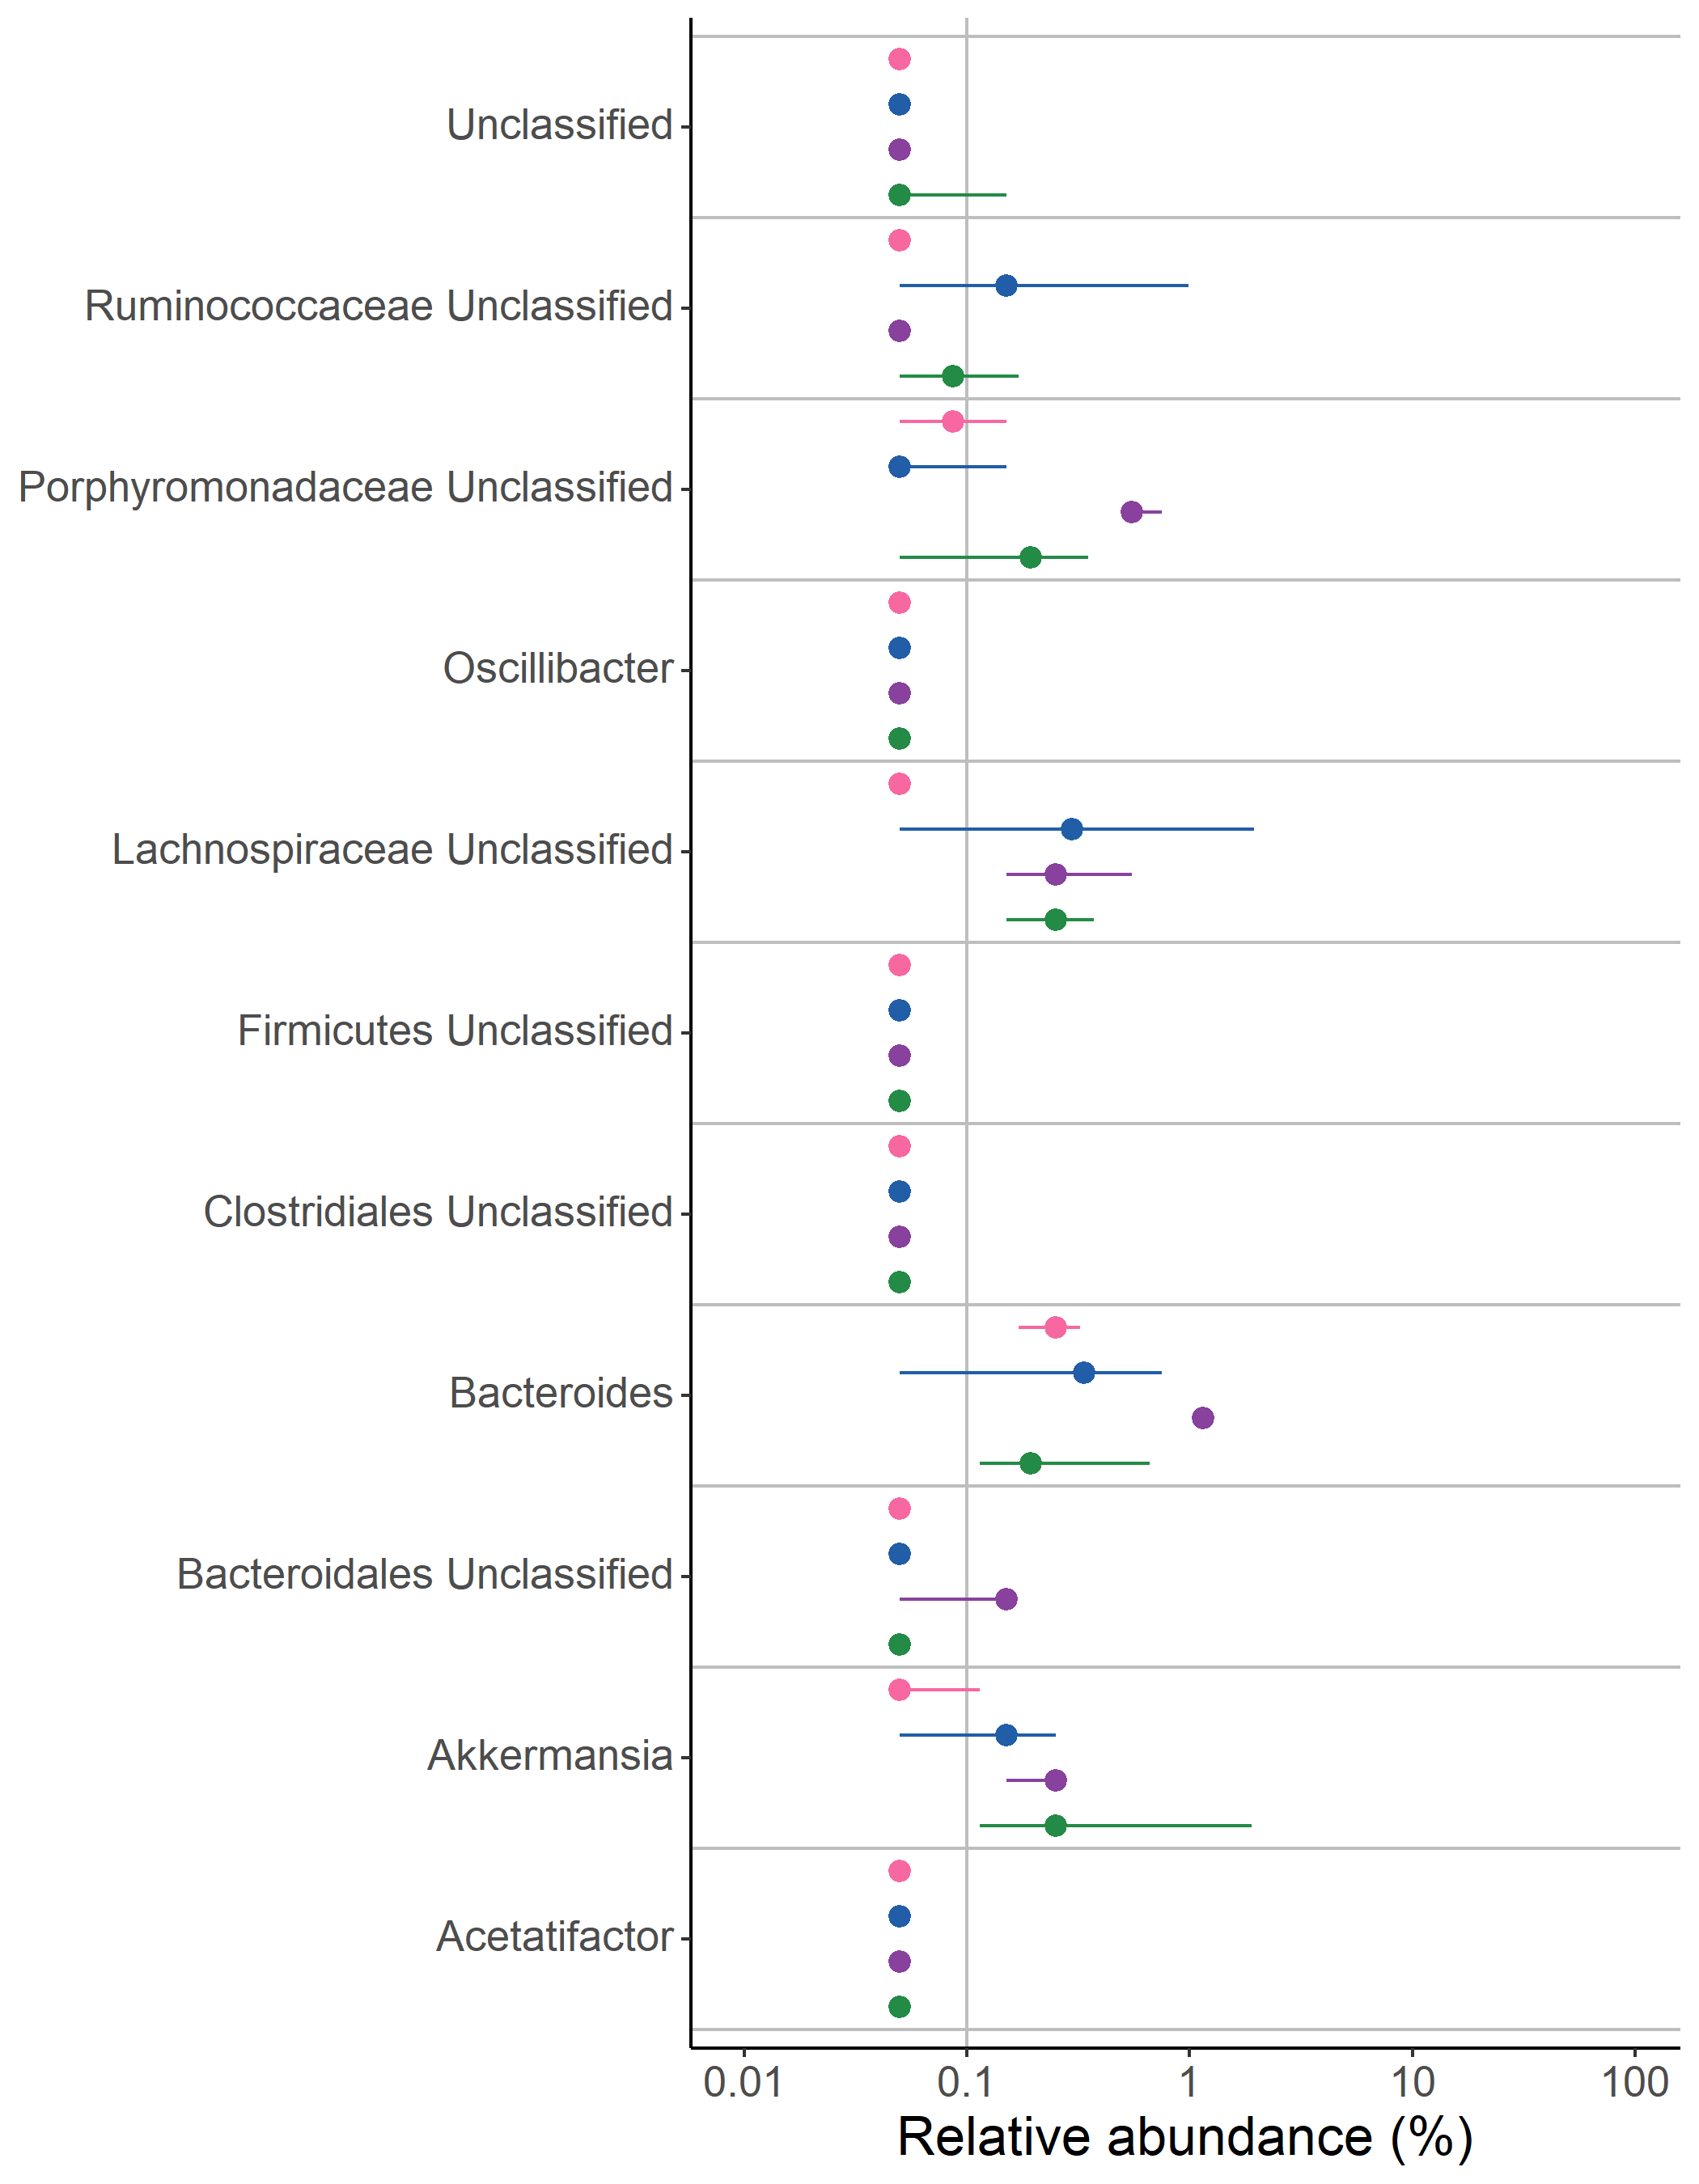 Unclassified
Ruminococcaceae Unclassified
Porphyromonadaceae Unclassified
Oscillibacter
Lachnospiraceae Unclassified
Firmicutes Unclassified
Clostridiales Unclassified
Bacteroides
Bacteroidales Unclassified
Akkermansia
Acetatifactor
0.01 0.1 1 10 100
Relative abundance (%)